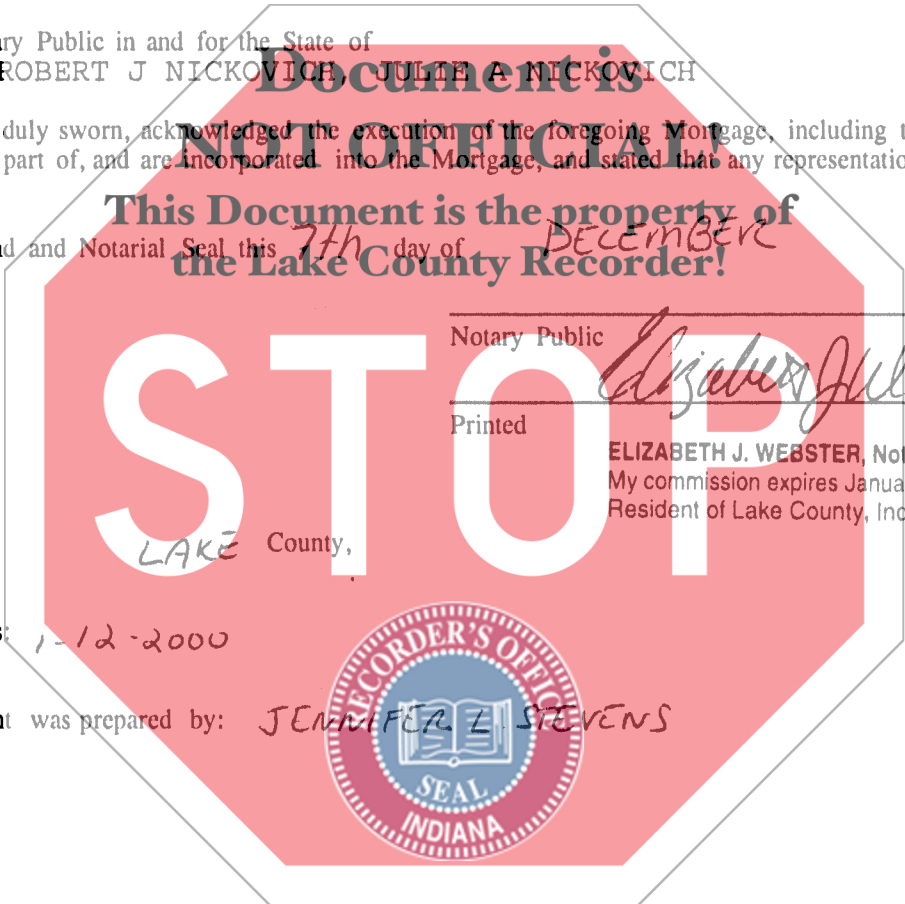 ry Public in and for the State of
ROBERT J NICKOVICH, JULIE A NICKOVICH
Document is
NOT OFFICIAL!
duly sworn, acknowledged the execution of the foregoing Mortgage, including t
part of, and are incorporated into the Mortgage, and stated that any representatio
This Document is the property of
the Lake County Recorder!
d and Notarial Seal this 7th day of DECEMBER
STOP
Notary Public
Printed
ELIZABETH J. WEBSTER, Not
My commission expires Janua
Resident of Lake County, Ind
LAKE County,
s: 1-12-2000
RECORDER'S OFFICE
SEAL
INDIANA
t was prepared by: JENNIFER L. STEVENS